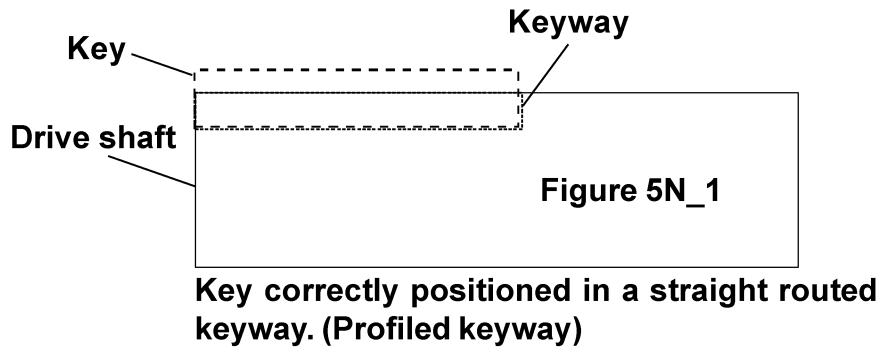 Keyway
Key
Drive shaft
Figure 5N_1
Key correctly positioned in a straight routed
keyway. (Profiled keyway)